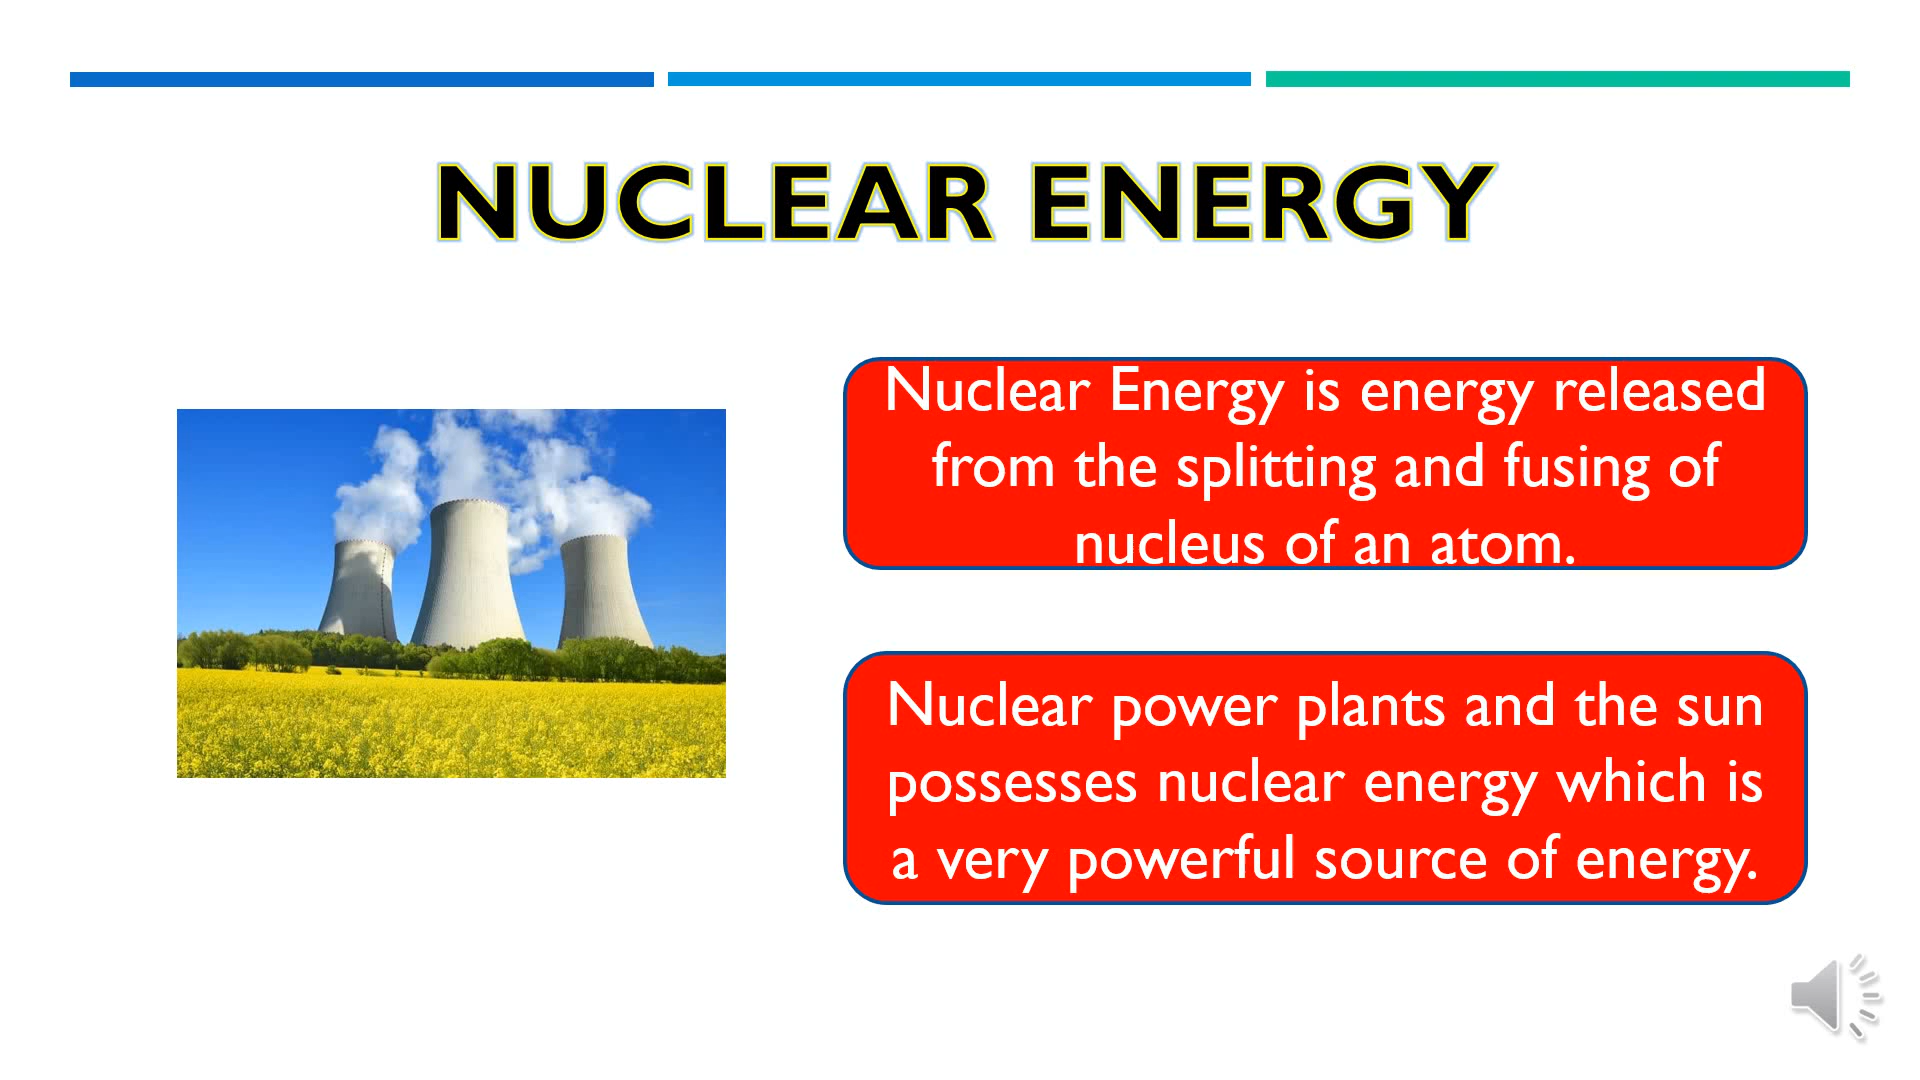 NUCLEAR ENERGY
Nuclear Energy is energy released
from the splitting and fusing of
nucleus of an atom.
Nuclear power plants and the sun
possesses nuclear energy which is
a very powerful source of energy.